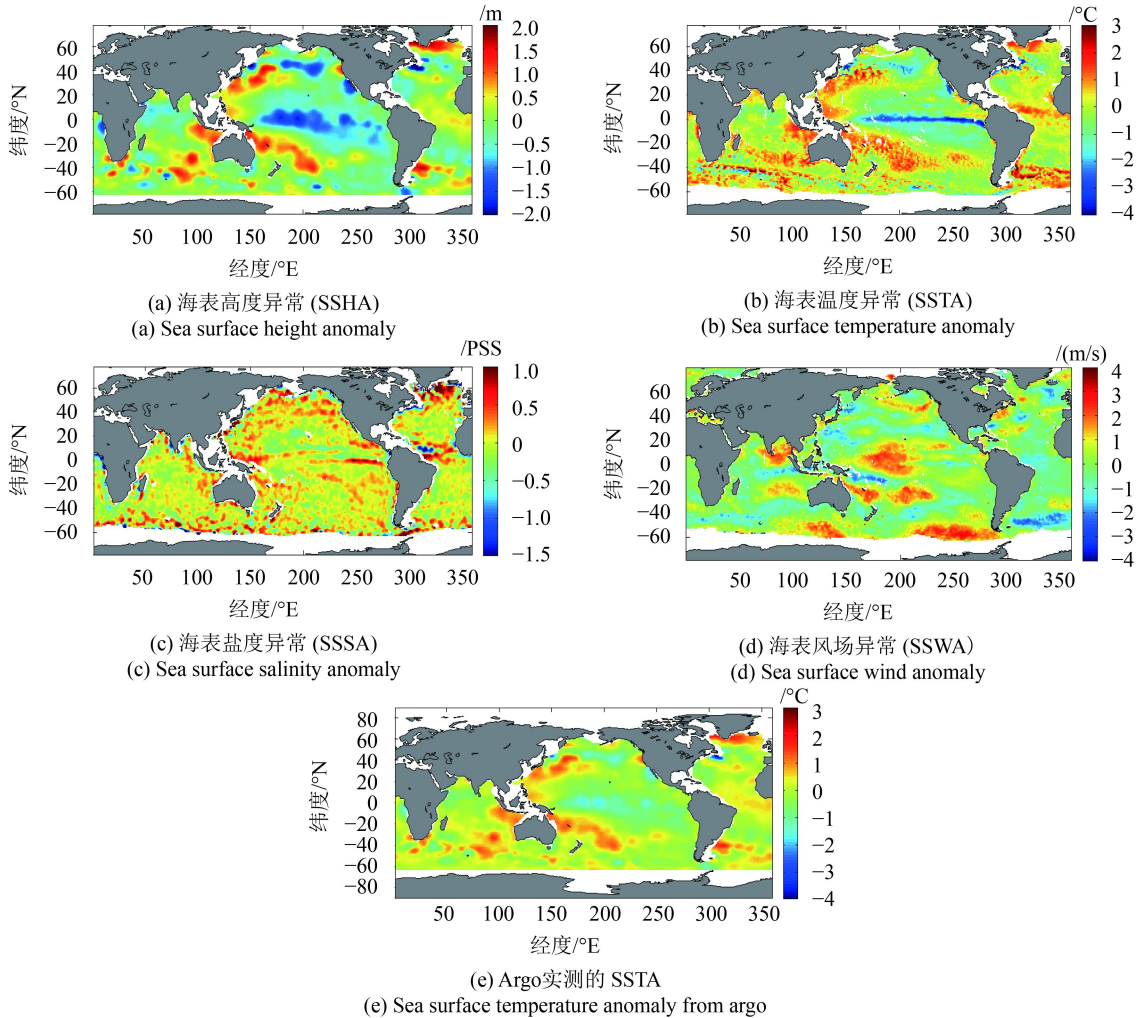 /m
2.0
1.5
1.0
0.5
0
−0.5
−1.0
−1.5
−2.0
纬度/°N
60
40
20
0
−20
−40
−60
50 100 150 200 250 300 350
经度/°E
(a) 海表高度异常 (SSHA)
(a) Sea surface height anomaly
/°C
3
2
1
0
−1
−2
−3
−4
纬度/°N
60
40
20
0
−20
−40
−60
50 100 150 200 250 300 350
经度/°E
(b) 海表温度异常 (SSTA)
(b) Sea surface temperature anomaly
/PSS
1.0
0.5
0
−0.5
−1.0
−1.5
纬度/°N
60
40
20
0
−20
−40
−60
50 100 150 200 250 300 350
经度/°E
(c) 海表盐度异常 (SSSA)
(c) Sea surface salinity anomaly
/(m/s)
4
3
2
1
0
−1
−2
−3
−4
纬度/°N
60
40
20
0
−20
−40
−60
50 100 150 200 250 300 350
经度/°E
(d) 海表风场异常 (SSWA)
(d) Sea surface wind anomaly
/°C
3
2
1
0
−1
−2
−3
−4
纬度/°N
80
60
40
20
0
−20
−40
−60
−80
50 100 150 200 250 300 350
经度/°E
(e) Argo实测的 SSTA
(e) Sea surface temperature anomaly from argo